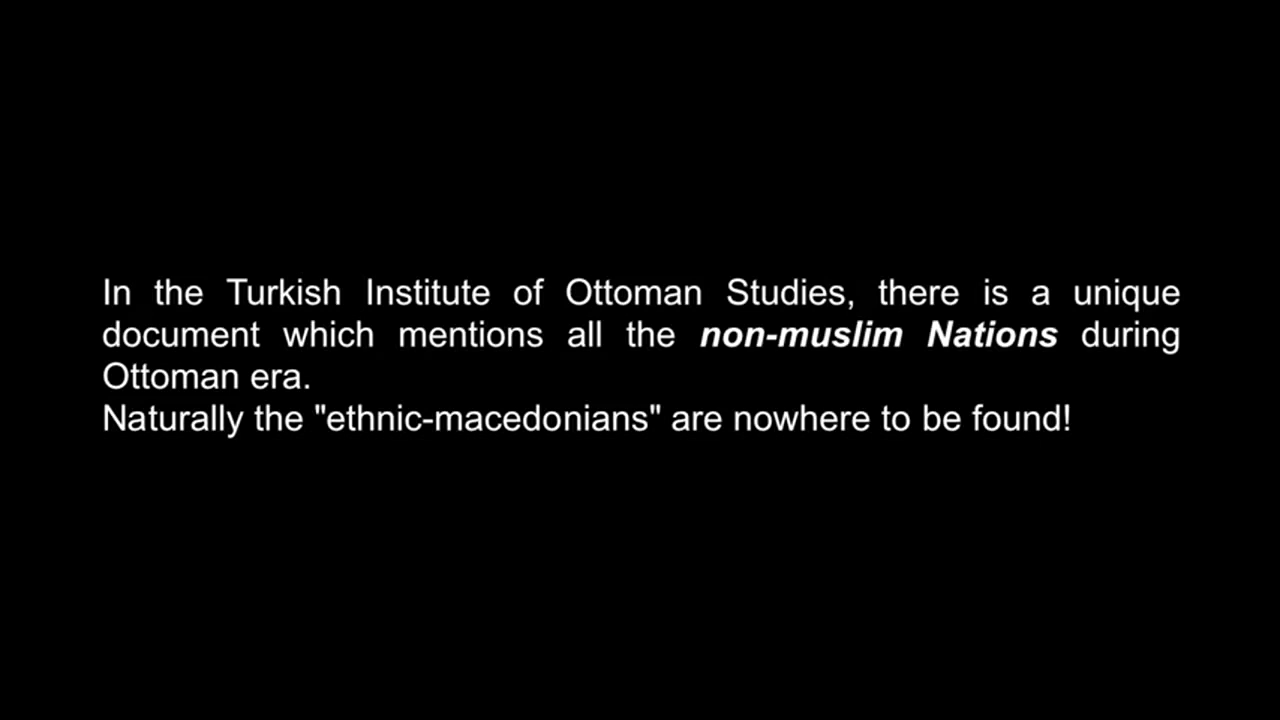 In the Turkish Institute of Ottoman Studies, there is a unique
document which mentions all the non-muslim Nations during
Ottoman era.
Naturally the "ethnic-macedonians" are nowhere to be found!